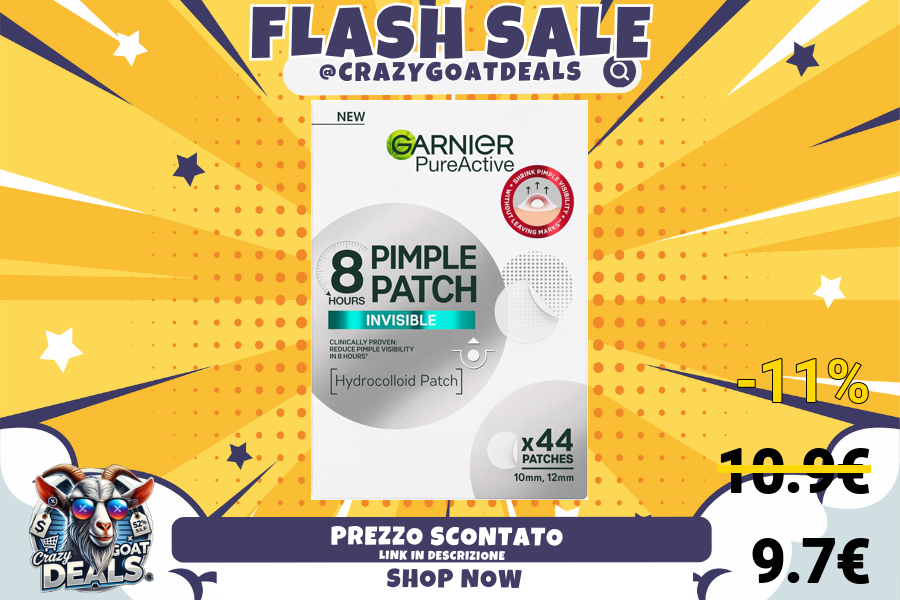 FLASH SALE
@CRAZYGOATDEALS
NEW
GARNIER
PureActive
SHRINK PIMPLE VISIBILITY
WITHOUT LEAVING MARKS
8
HOURS
PIMPLE
PATCH
INVISIBLE
CLINICALLY PROVEN:
REDUCE PIMPLE VISIBILITY
IN 8 HOURS*
[Hydrocolloid Patch]
x44
PATCHES
10mm, 12mm
-11%
10.9€
9.7€
$
52%
Crazy
GOAT
DEALS
PREZZO SCONTATO
LINK IN DESCRIZIONE
SHOP NOW